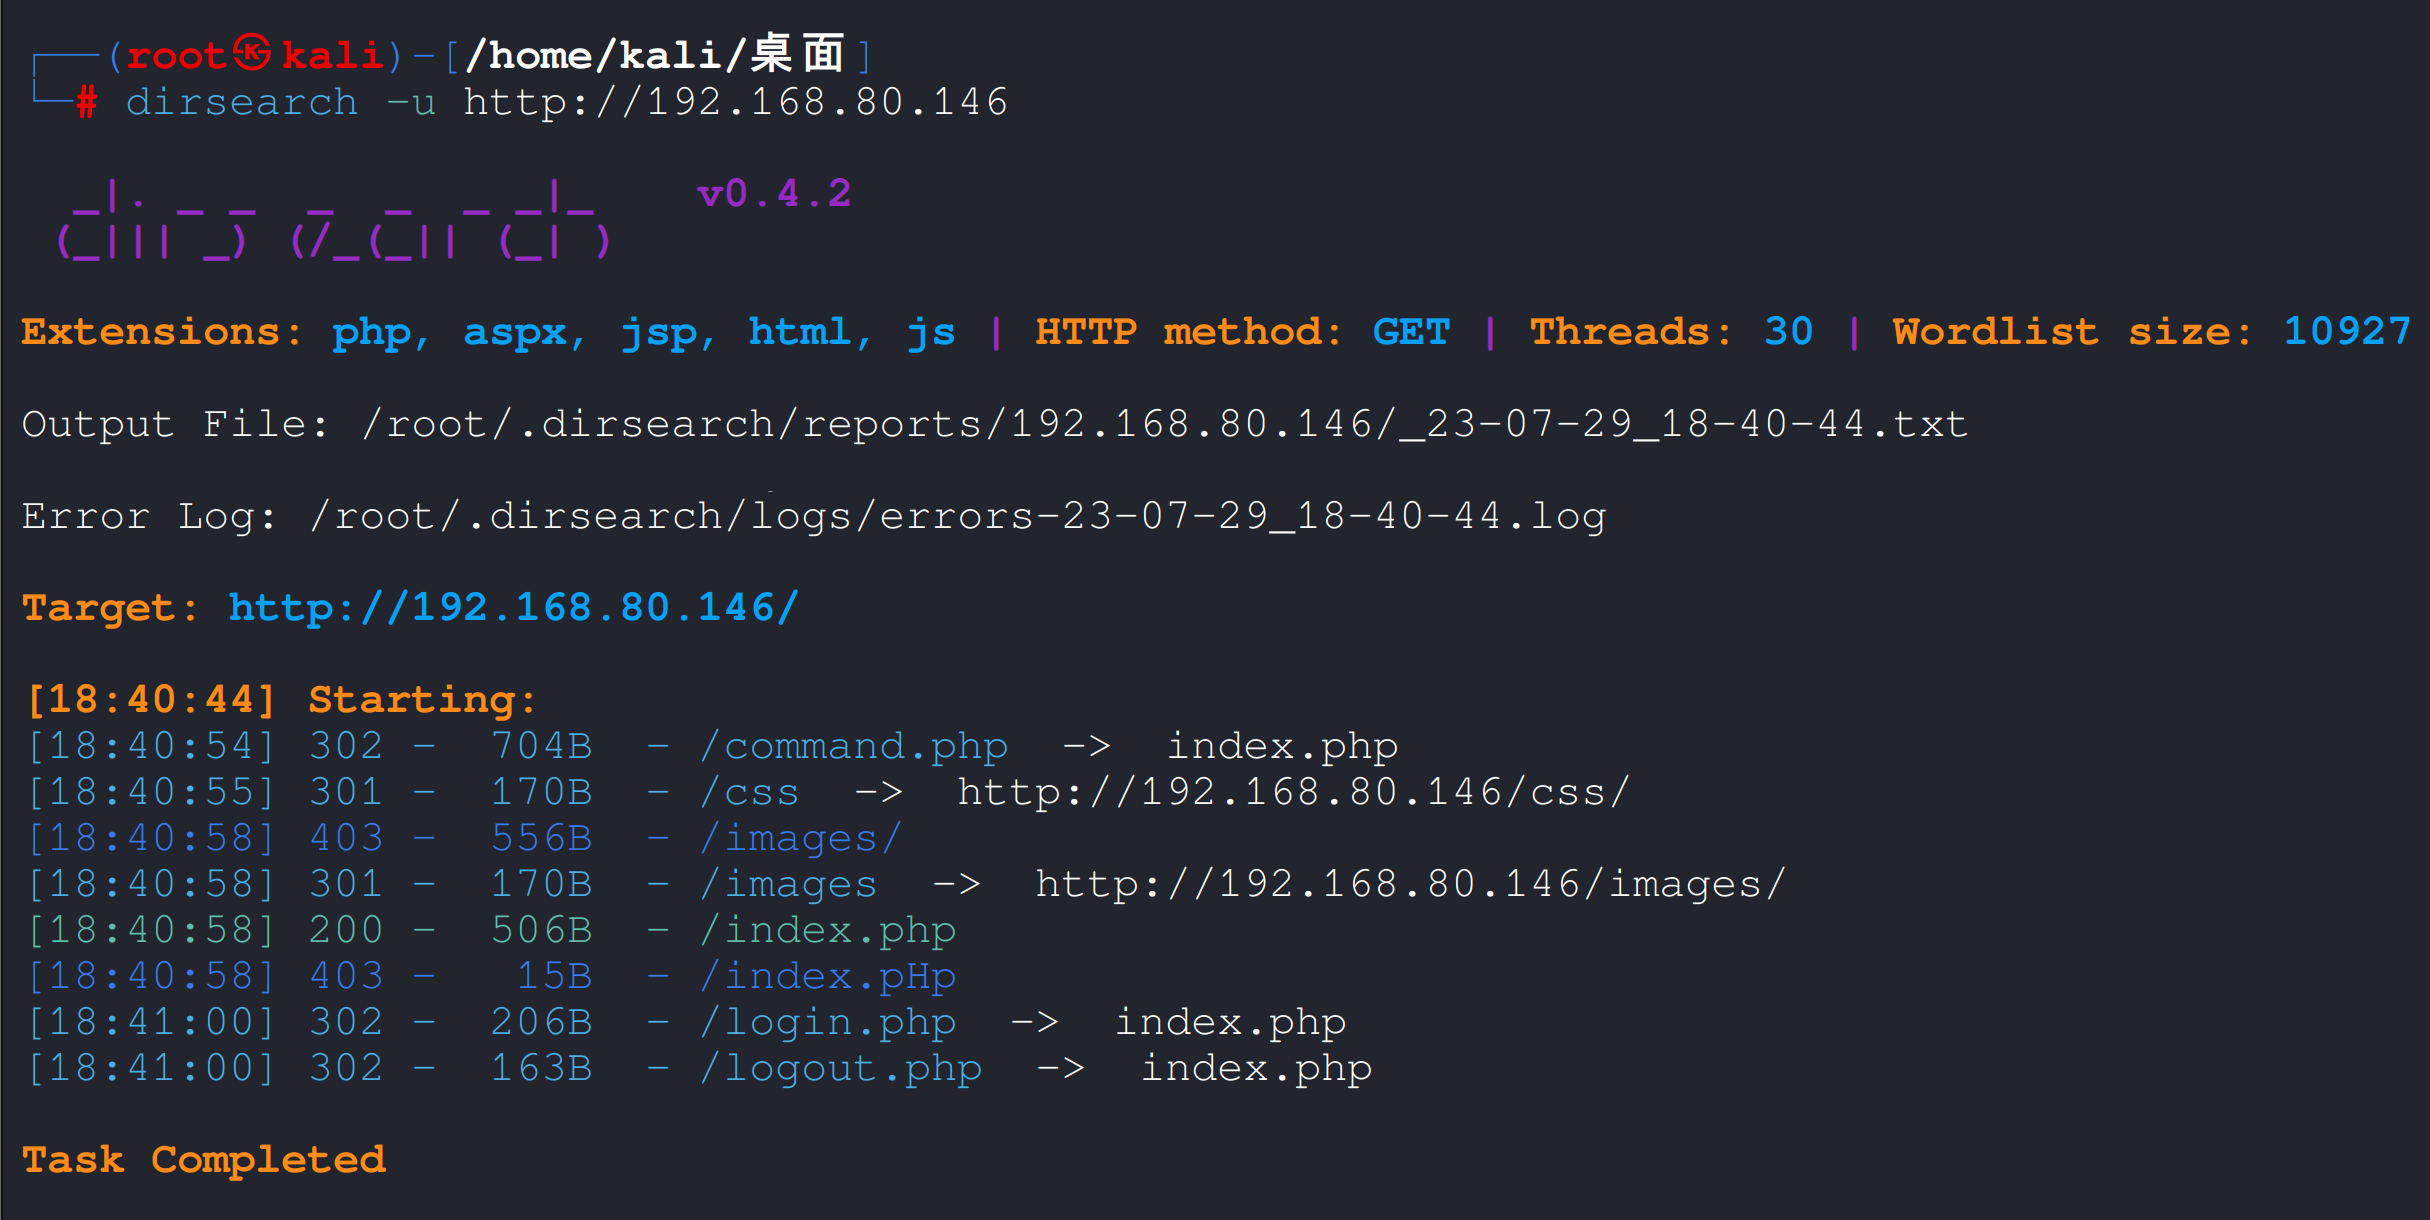 ┌──(root㉿kali)-[/home/kali/桌面]
└─# dirsearch -u http://192.168.80.146

  _|. _ _  _  _  _ _|_    v0.4.2
 (_||| _) (/_(_|| (_| )

Extensions: php, aspx, jsp, html, js | HTTP method: GET | Threads: 30 | Wordlist size: 10927

Output File: /root/.dirsearch/reports/192.168.80.146/_23-07-29_18-40-44.txt

Error Log: /root/.dirsearch/logs/errors-23-07-29_18-40-44.log

Target: http://192.168.80.146/

[18:40:44] Starting:
[18:40:54] 302 -  704B  - /command.php  ->  index.php
[18:40:55] 301 -  170B  - /css  ->  http://192.168.80.146/css/
[18:40:58] 403 -  556B  - /images/
[18:40:58] 301 -  170B  - /images  ->  http://192.168.80.146/images/
[18:40:58] 200 -  506B  - /index.php
[18:40:58] 403 -   15B  - /index.pHp
[18:41:00] 302 -  206B  - /login.php  ->  index.php
[18:41:00] 302 -  163B  - /logout.php  ->  index.php

Task Completed